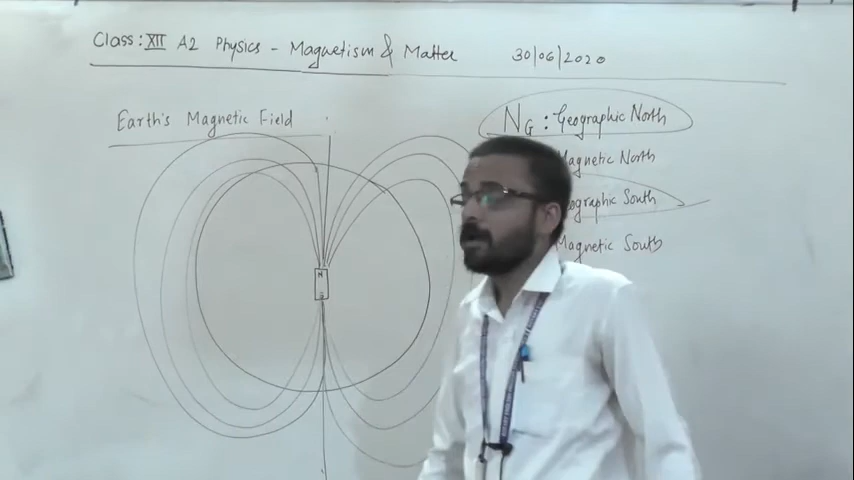 Class: XII A2 Physics - Magnetism & Matter 30/06/2020
Earth's Magnetic Field
NG : Geographic North
Magnetic North
South
Magnetic South
N
S